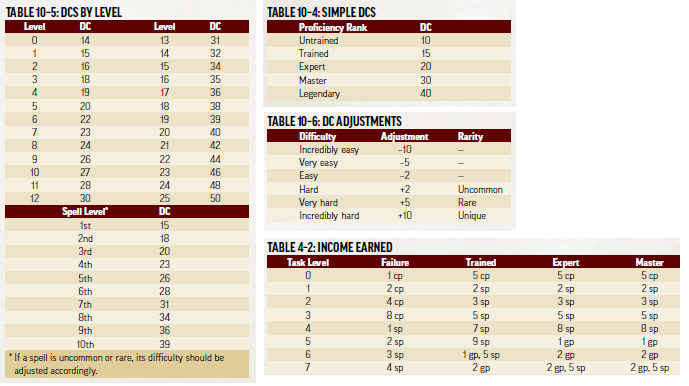 TABLE 10-5: DCS BY LEVEL
Level DC Level DC
0 14 13 31
1 15 14 32
2 16 15 34
3 18 16 35
4 19 17 36
5 20 18 38
6 22 19 39
7 23 20 40
8 24 21 42
9 26 22 44
10 27 23 46
11 28 24 48
12 30 25 50
Spell Level* DC
1st 15
2nd 18
3rd 20
4th 23
5th 26
6th 28
7th 31
8th 34
9th 36
10th 39
* If a spell is uncommon or rare, its difficulty should be
adjusted accordingly.
TABLE 10-4: SIMPLE DCS
Proficiency Rank DC
Untrained 10
Trained 15
Expert 20
Master 30
Legendary 40
TABLE 10-6: DC ADJUSTMENTS
Difficulty Adjustment Rarity
Incredibly easy −10 —
Very easy −5 —
Easy −2 —
Hard +2 Uncommon
Very hard +5 Rare
Incredibly hard +10 Unique
TABLE 4-2: INCOME EARNED
Task Level Failure Trained Expert Master
0 1 cp 5 cp 5 cp 5 cp
1 2 cp 2 sp 2 sp 2 sp
2 4 cp 3 sp 3 sp 3 sp
3 8 cp 5 sp 5 sp 5 sp
4 1 sp 7 sp 8 sp 8 sp
5 2 sp 9 sp 1 gp 1 gp
6 3 sp 1 gp, 5 sp 2 gp 2 gp
7 4 sp 2 gp 2 gp, 5 sp 2 gp, 5 sp